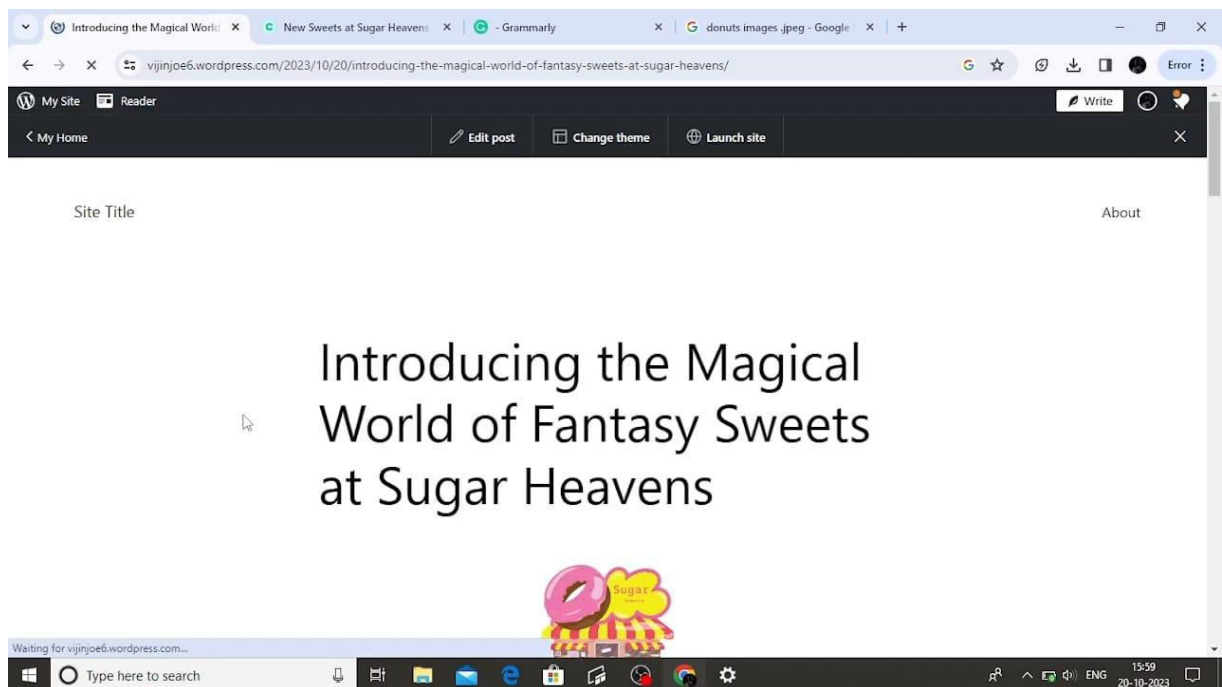 Introducing the Magical World
New Sweets at Sugar Heavens
- Grammarly
donuts images .jpeg - Google
vijinjoe6.wordpress.com/2023/10/20/introducing-the-magical-world-of-fantasy-sweets-at-sugar-heavens/
Error
My Site Reader Write
My Home Edit post Change theme Launch site
Site Title About
Introducing the Magical
World of Fantasy Sweets
at Sugar Heavens
Sugar
Waiting for vijinjoe6.wordpress.com...
Type here to search
ENG
15:59
20-10-2023